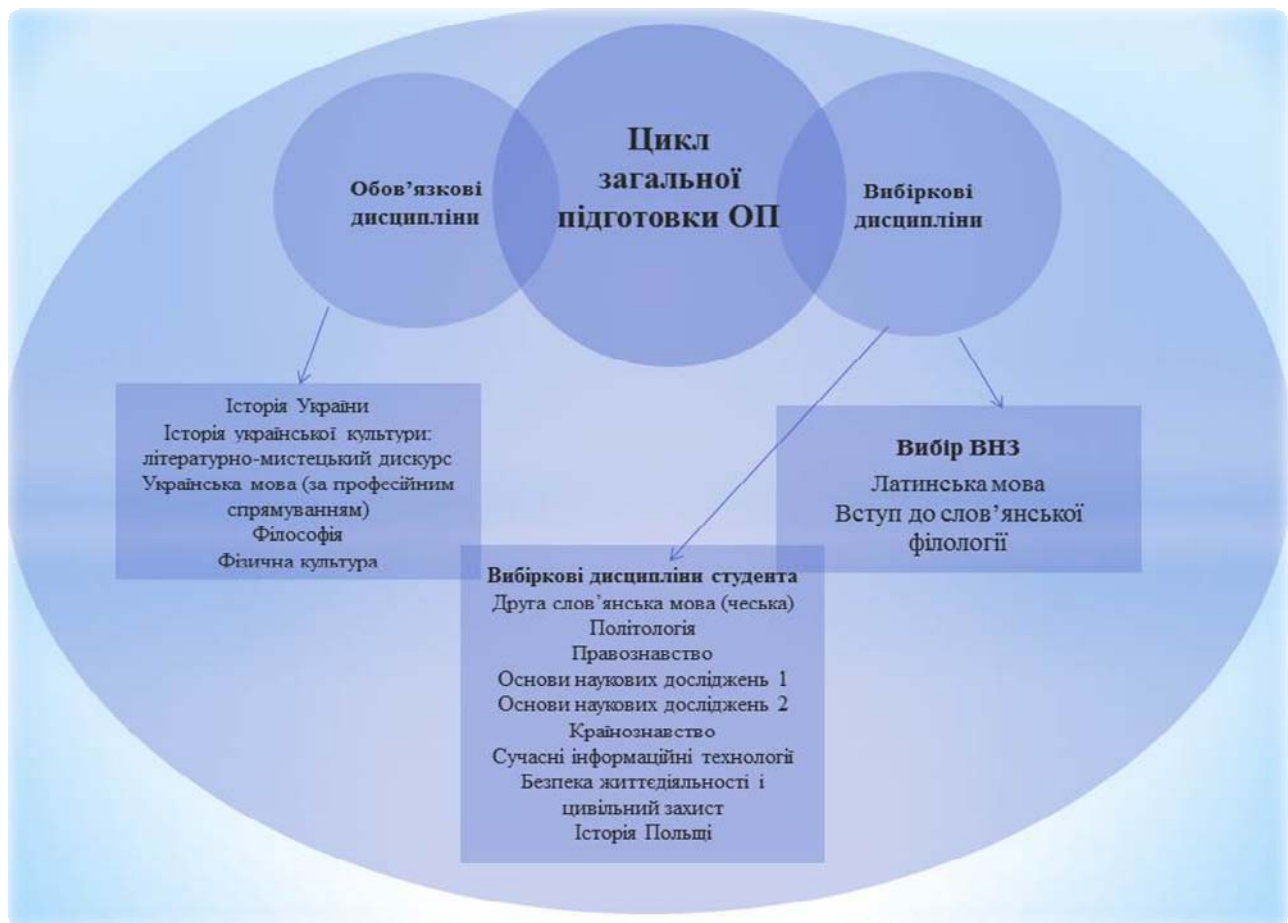 Цикл
загальної
підготовки ОП
Обов’язкові
дисципліни
Вибіркові
дисципліни
Історія України
Історія української культури:
літературно-мистецький дискурс
Українська мова (за професійним
спрямуванням)
Філософія
Фізична культура
Вибір ВНЗ
Латинська мова
Вступ до слов’янської
філології
Вибіркові дисципліни студента
Друга слов’янська мова (чеська)
Політологія
Правознавство
Основи наукових досліджень 1
Основи наукових досліджень 2
Країнознавство
Сучасні інформаційні технології
Безпека життєдіяльності і
цивільний захист
Історія Польщі